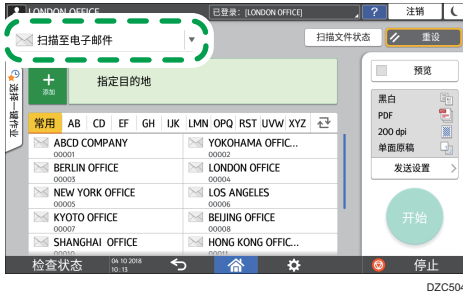 LONDON OFFICE
已登录：[LONDON OFFICE]
?
注销
扫描至电子邮件
扫描文件状态
重设
选择一键作业
添加
指定目的地
预览
常用 AB CD EF GH IJK LMN OPQ RST UVW XYZ
ABCD COMPANY
00001
YOKOHAMA OFFIC...
00002
BERLIN OFFICE
00003
LONDON OFFICE
00004
NEW YORK OFFICE
00005
LOS ANGELES
00006
KYOTO OFFICE
00007
BEIJING OFFICE
00008
SHANGHAI OFFICE
HONG KONG OFFIC...
黑白
PDF
200 dpi
单面原稿
发送设置
开始
检查状态
04 10 2018
10:13
停止
DZC504